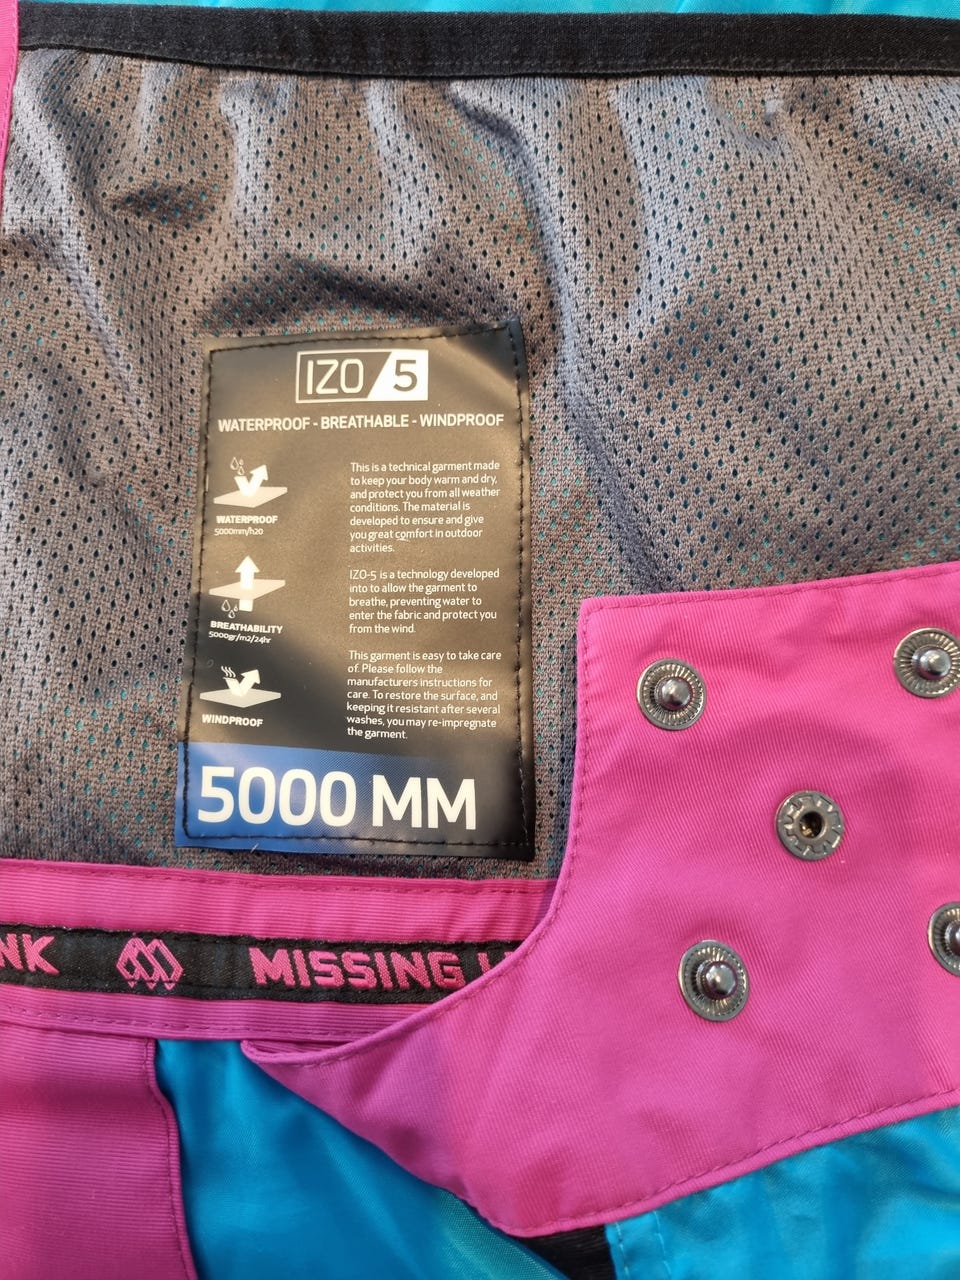 IZO/5
WATERPROOF - BREATHABLE - WINDPROOF
WATERPROOF
5000mm/h20
BREATHABILITY
5000gr/m2/24hr
WINDPROOF
This is a technical garment made
to keep your body warm and dry,
and protect you from all weather
conditions. The material is
developed to ensure and give
you great comfort in outdoor
activities.
IZO-5 is a technology developed
into to allow the garment to
breathe, preventing water to
enter the fabric and protect you
from the wind.
This garment is easy to take care
of. Please follow the
manufacturers instructions for
care. To restore the surface, and
keeping it resistant after several
washes, you may re-impregnate
the garment.
5000 MM
NK MISSING